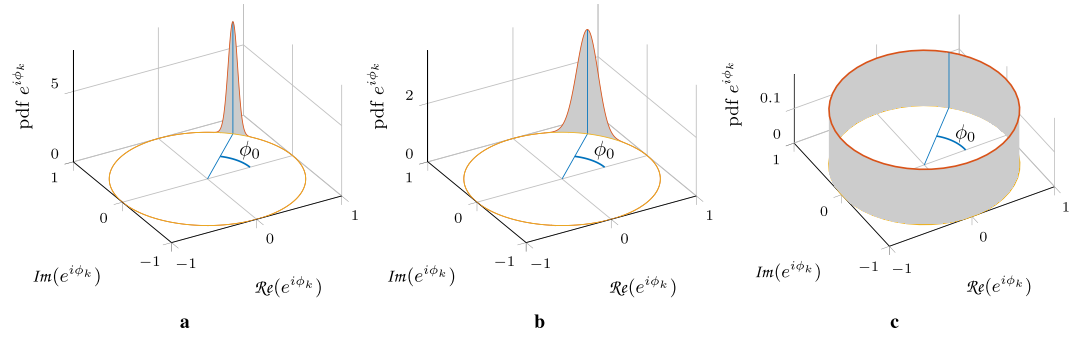 pdf e^{iϕ_k}
5
0
1
0
−1
−1
0
1
ϕ_0
Im(e^{iϕ_k})
Re(e^{iϕ_k})
a
pdf e^{iϕ_k}
2
0
1
0
−1
−1
0
1
ϕ_0
Im(e^{iϕ_k})
Re(e^{iϕ_k})
b
pdf e^{iϕ_k}
0.1
0
1
0
−1
−1
0
1
ϕ_0
Im(e^{iϕ_k})
Re(e^{iϕ_k})
c